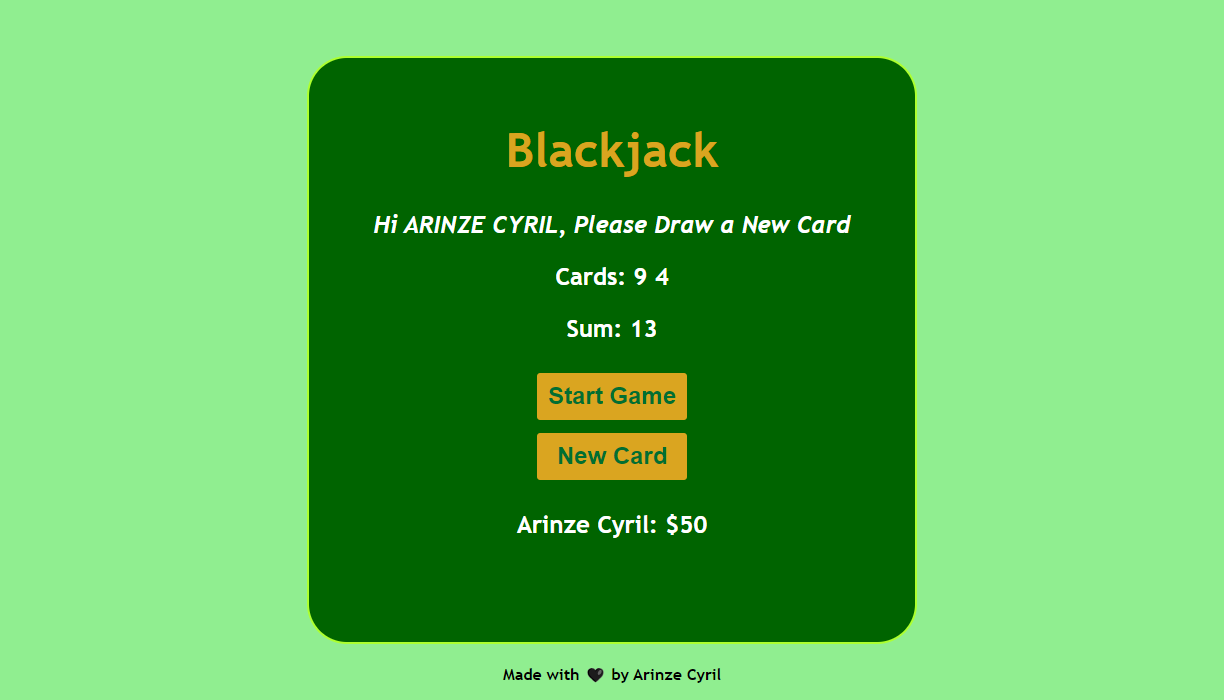 Blackjack
Hi ARINZE CYRIL, Please Draw a New Card
Cards: 9 4
Sum: 13
Start Game
New Card
Arinze Cyril: $50
Made with 🖤 by Arinze Cyril